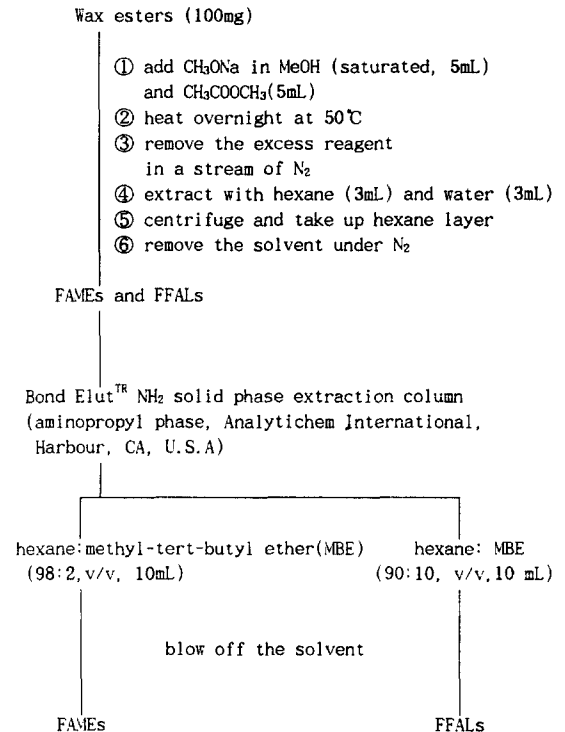 Wax esters (100mg)
① add CH₃ONa in MeOH (saturated, 5mL)
and CH₃COOCH₃(5mL)
② heat overnight at 50℃
③ remove the excess reagent
in a stream of N₂
④ extract with hexane (3mL) and water (3mL)
⑤ centrifuge and take up hexane layer
⑥ remove the solvent under N₂
FAMEs and FFALs
Bond Elut™ᴿ NH₂ solid phase extraction column
(aminopropyl phase, Analytichem International,
Harbour, CA, U.S.A)
hexane:methyl-tert-butyl ether(MBE)
(98:2,v/v, 10mL)
hexane: MBE
(90:10, v/v,10 mL)
blow off the solvent
FAMEs
FFALs